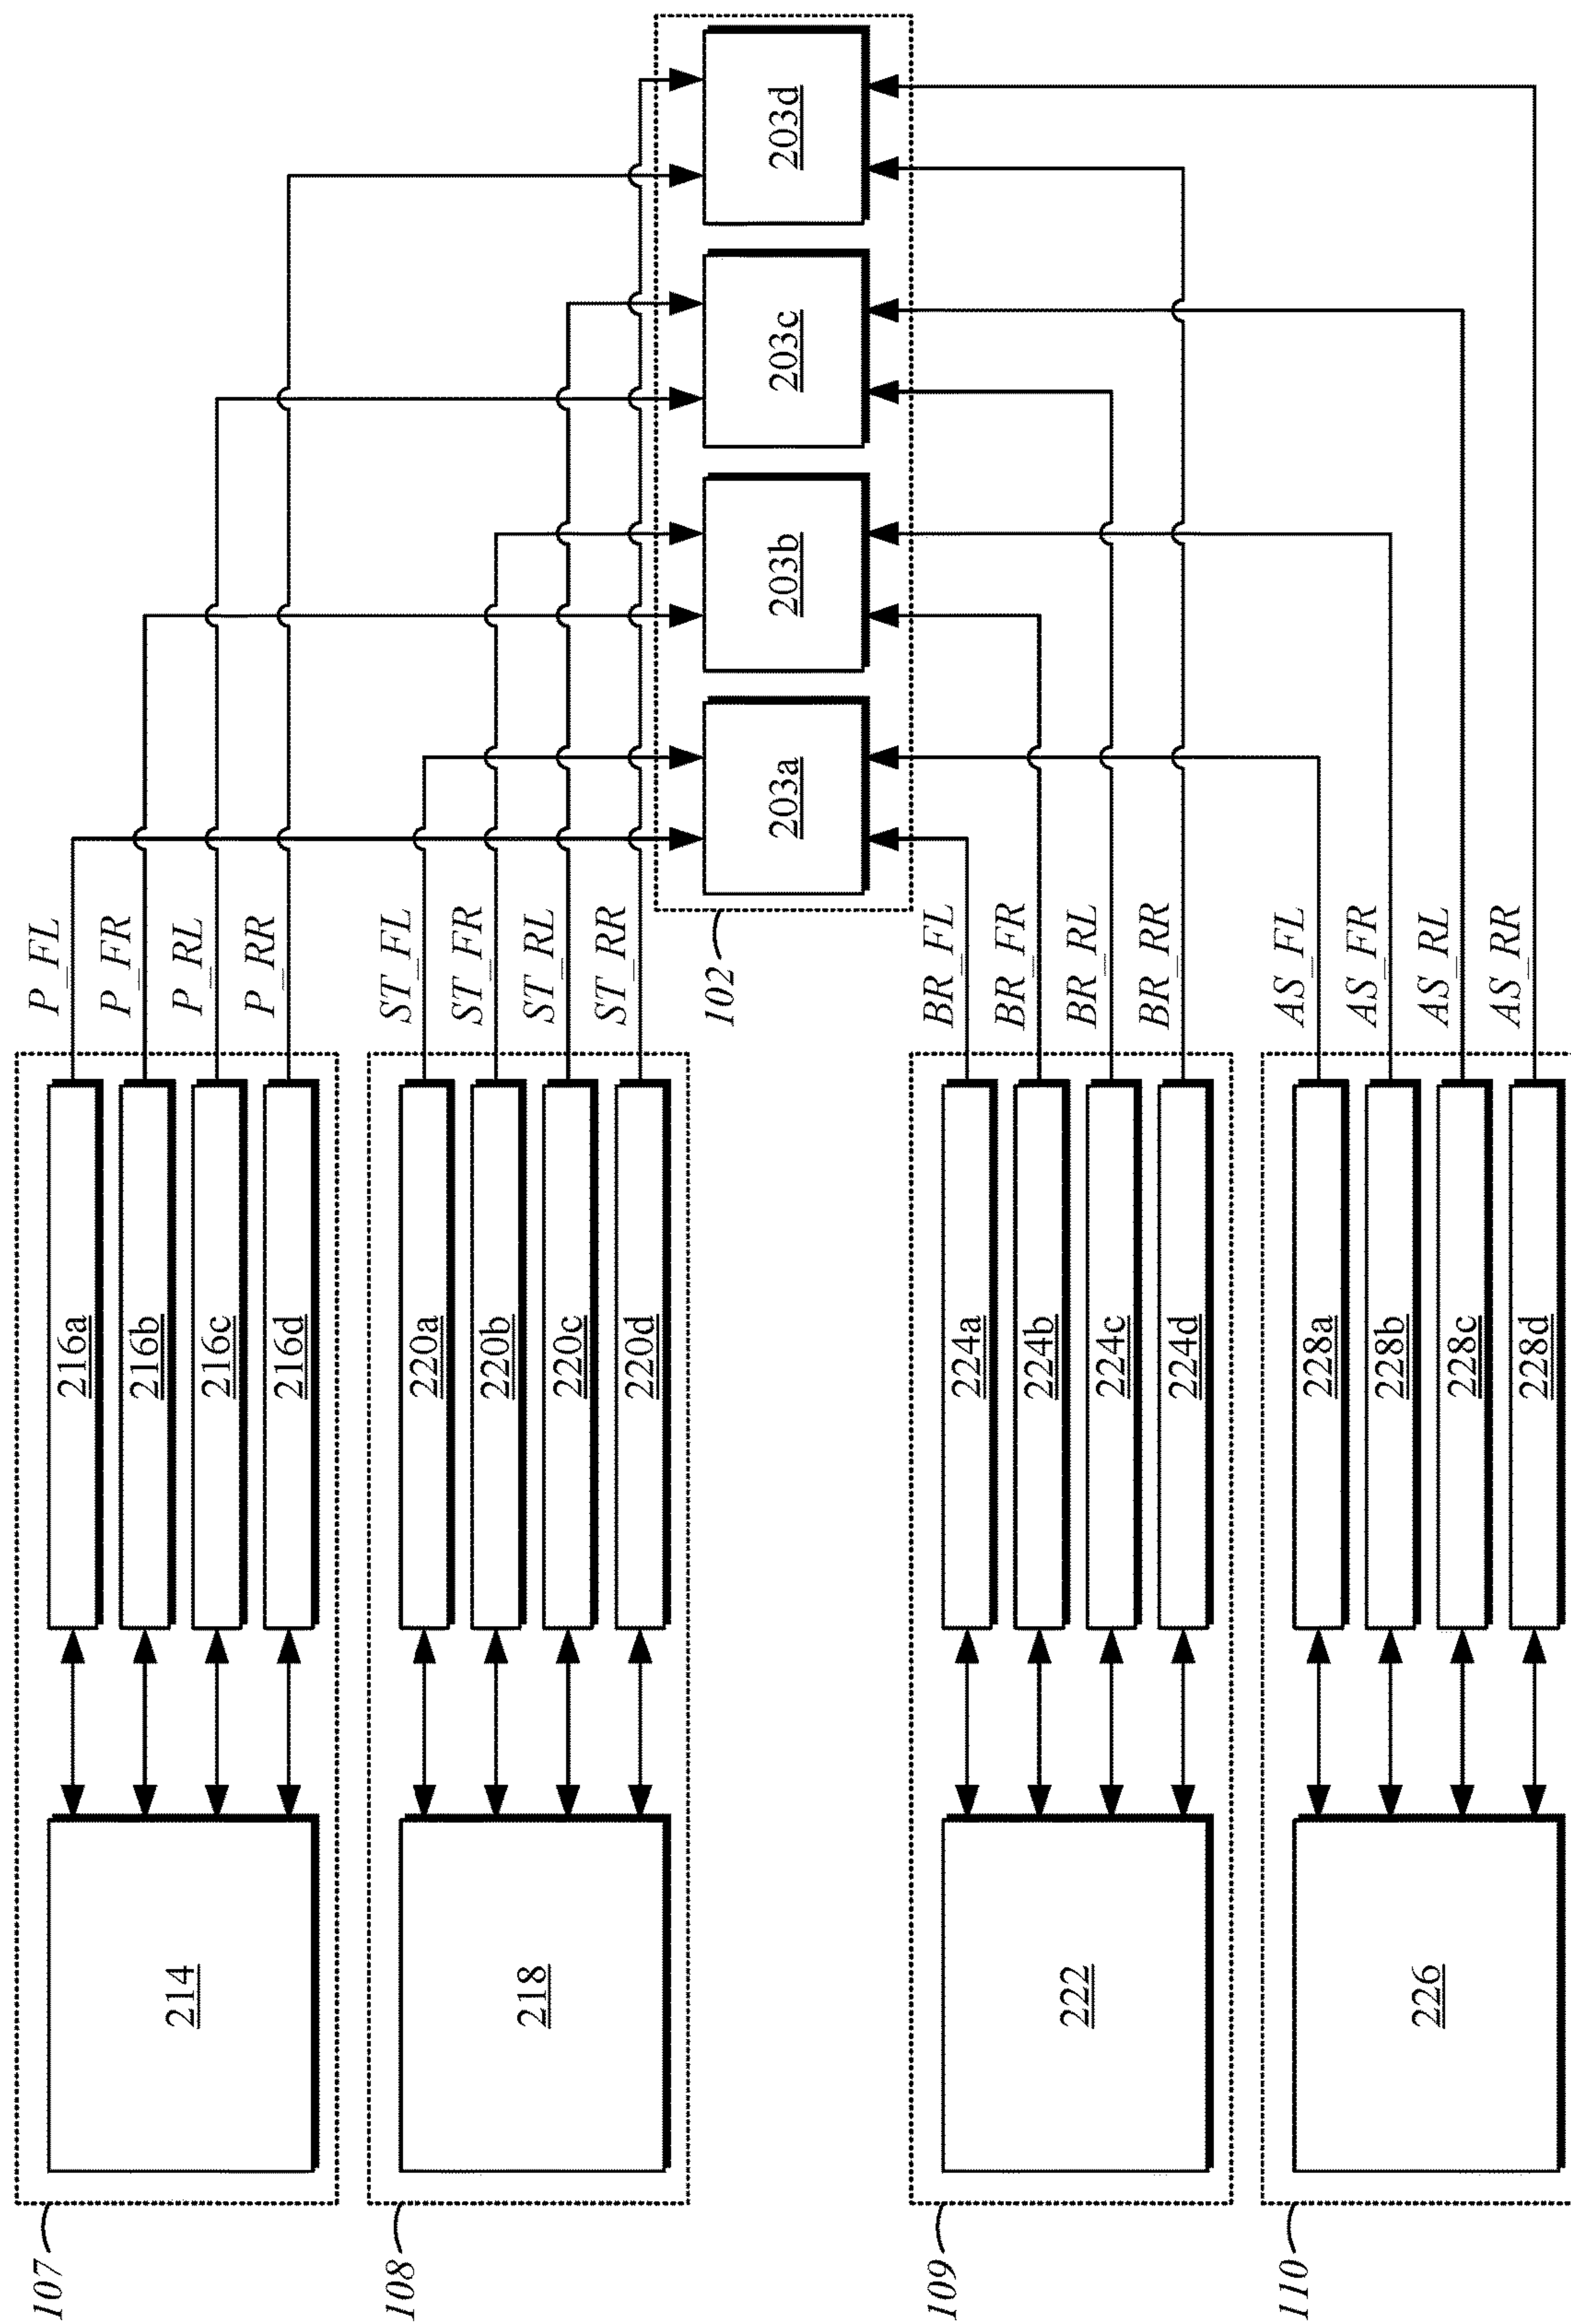 107
214
216a
216b
216c
216d
P_FL
P_FR
P_RL
P_RR
108
218
220a
220b
220c
220d
ST_FL
ST_FR
ST_RL
ST_RR
102
203a
203b
203c
203d
109
222
224a
224b
224c
224d
BR_FL
BR_FR
BR_RL
BR_RR
110
226
228a
228b
228c
228d
AS_FL
AS_FR
AS_RL
AS_RR